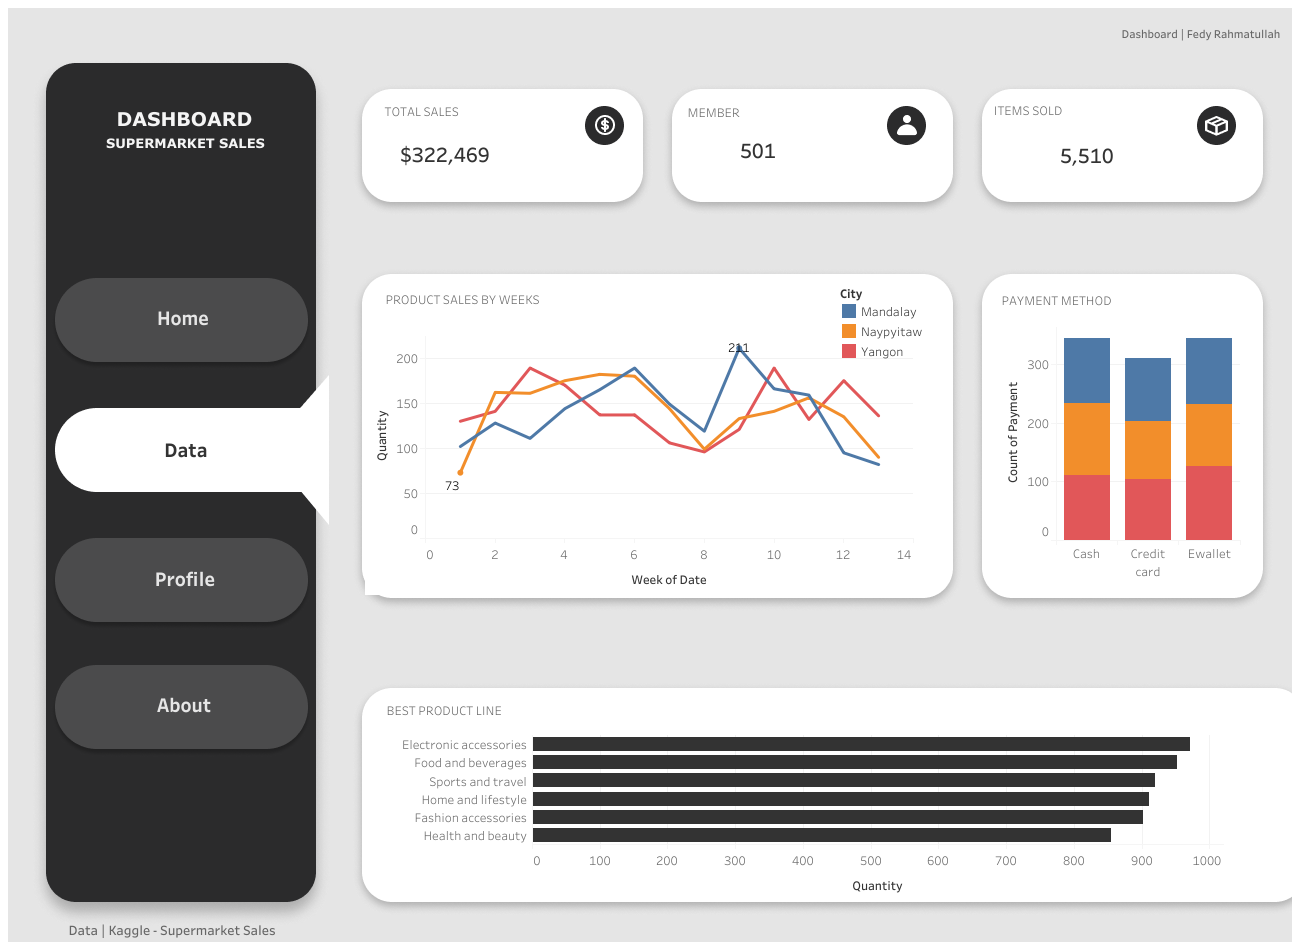 Dashboard | Fedy Rahmatullah
DASHBOARD
SUPERMARKET SALES
Home
Data
Profile
About
Data | Kaggle - Supermarket Sales
TOTAL SALES
$322,469
MEMBER
501
ITEMS SOLD
5,510
PRODUCT SALES BY WEEKS
City
Mandalay
Naypyitaw
Yangon
211
73
Quantity
200
150
100
50
0
0 2 4 6 8 10 12 14
Week of Date
PAYMENT METHOD
Count of Payment
300
200
100
0
Cash Credit card Ewallet
BEST PRODUCT LINE
Electronic accessories
Food and beverages
Sports and travel
Home and lifestyle
Fashion accessories
Health and beauty
0 100 200 300 400 500 600 700 800 900 1000
Quantity